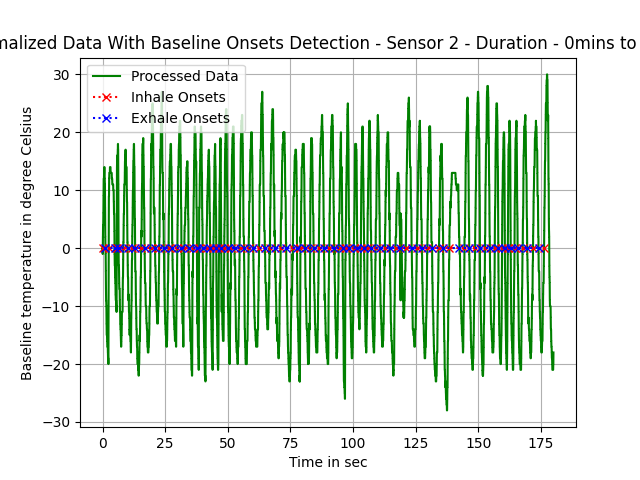 malized Data With Baseline Onsets Detection - Sensor 2 - Duration - 0mins to
Processed Data
Inhale Onsets
Exhale Onsets
Baseline temperature in degree Celsius
30
20
10
0
−10
−20
−30
0 25 50 75 100 125 150 175
Time in sec